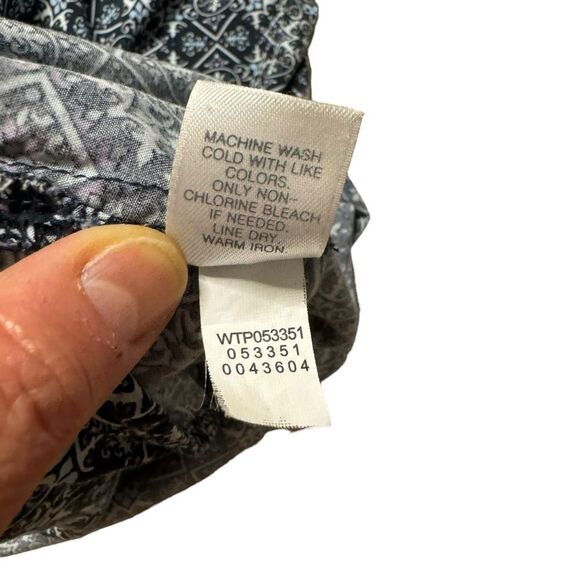 MACHINE WASH
COLD WITH LIKE
COLORS.
ONLY NON-
CHLORINE BLEACH
IF NEEDED.
LINE DRY.
WARM IRON.
WTP053351
053351
0043604